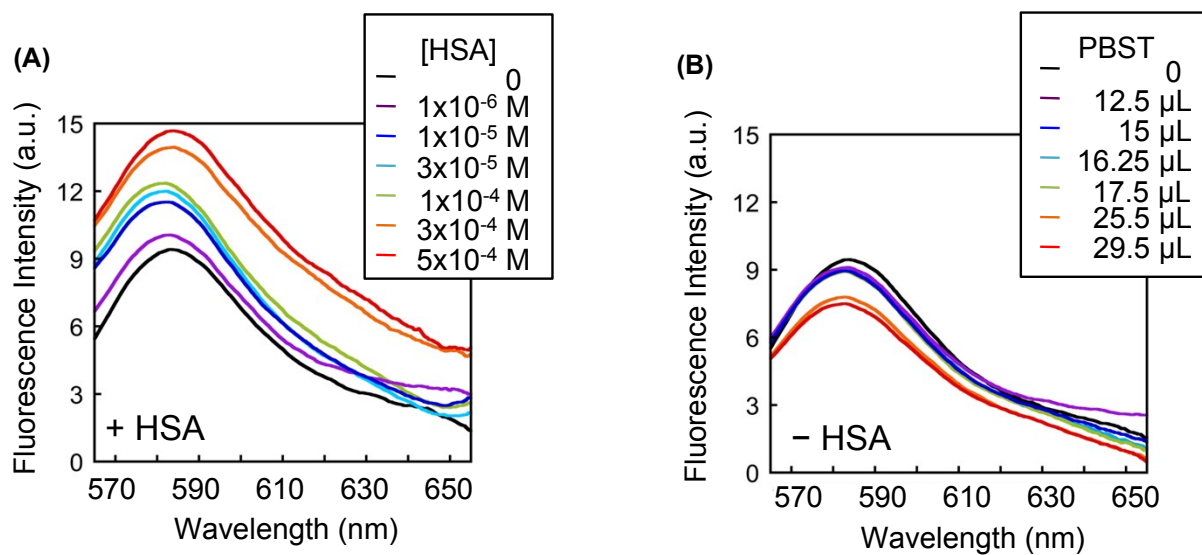 (A)
[HSA]
0
1x10⁻⁶ M
1x10⁻⁵ M
3x10⁻⁵ M
1x10⁻⁴ M
3x10⁻⁴ M
5x10⁻⁴ M
Fluorescence Intensity (a.u.)
15
12
9
6
3
0
+ HSA
570 590 610 630 650
Wavelength (nm)
(B)
PBST
0
12.5 µL
15 µL
16.25 µL
17.5 µL
25.5 µL
29.5 µL
Fluorescence Intensity (a.u.)
15
12
9
6
3
0
− HSA
570 590 610 630 650
Wavelength (nm)